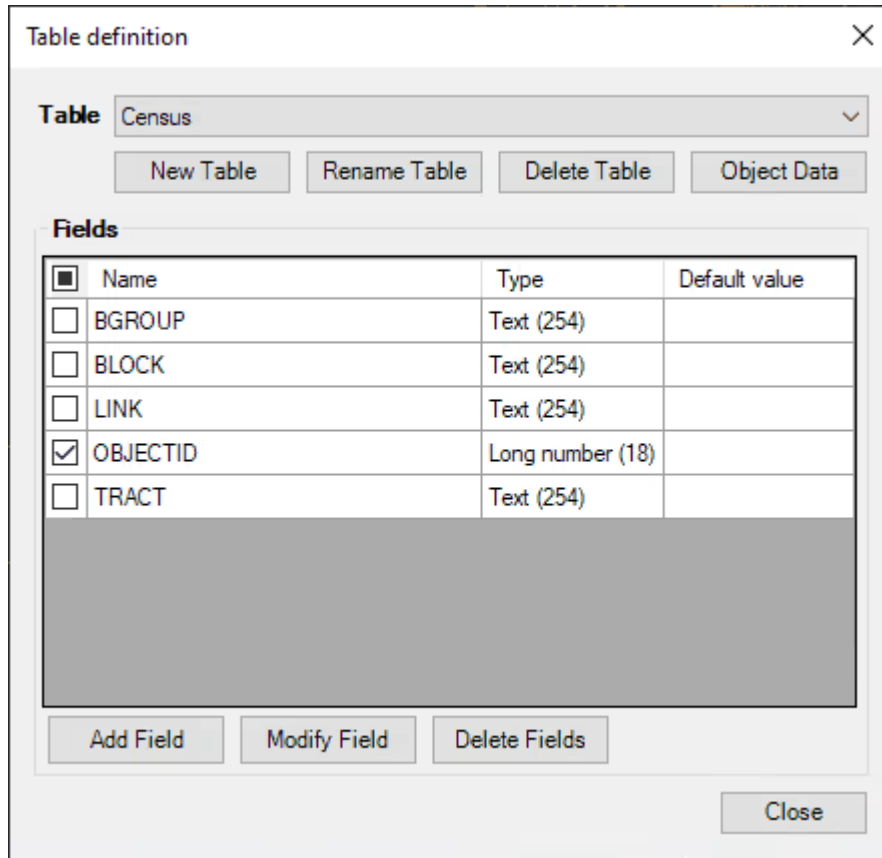 Table definition
Table Census
New Table Rename Table Delete Table Object Data
Fields
Name Type Default value
BGROUP Text (254)
BLOCK Text (254)
LINK Text (254)
OBJECTID Long number (18)
TRACT Text (254)
Add Field Modify Field Delete Fields
Close